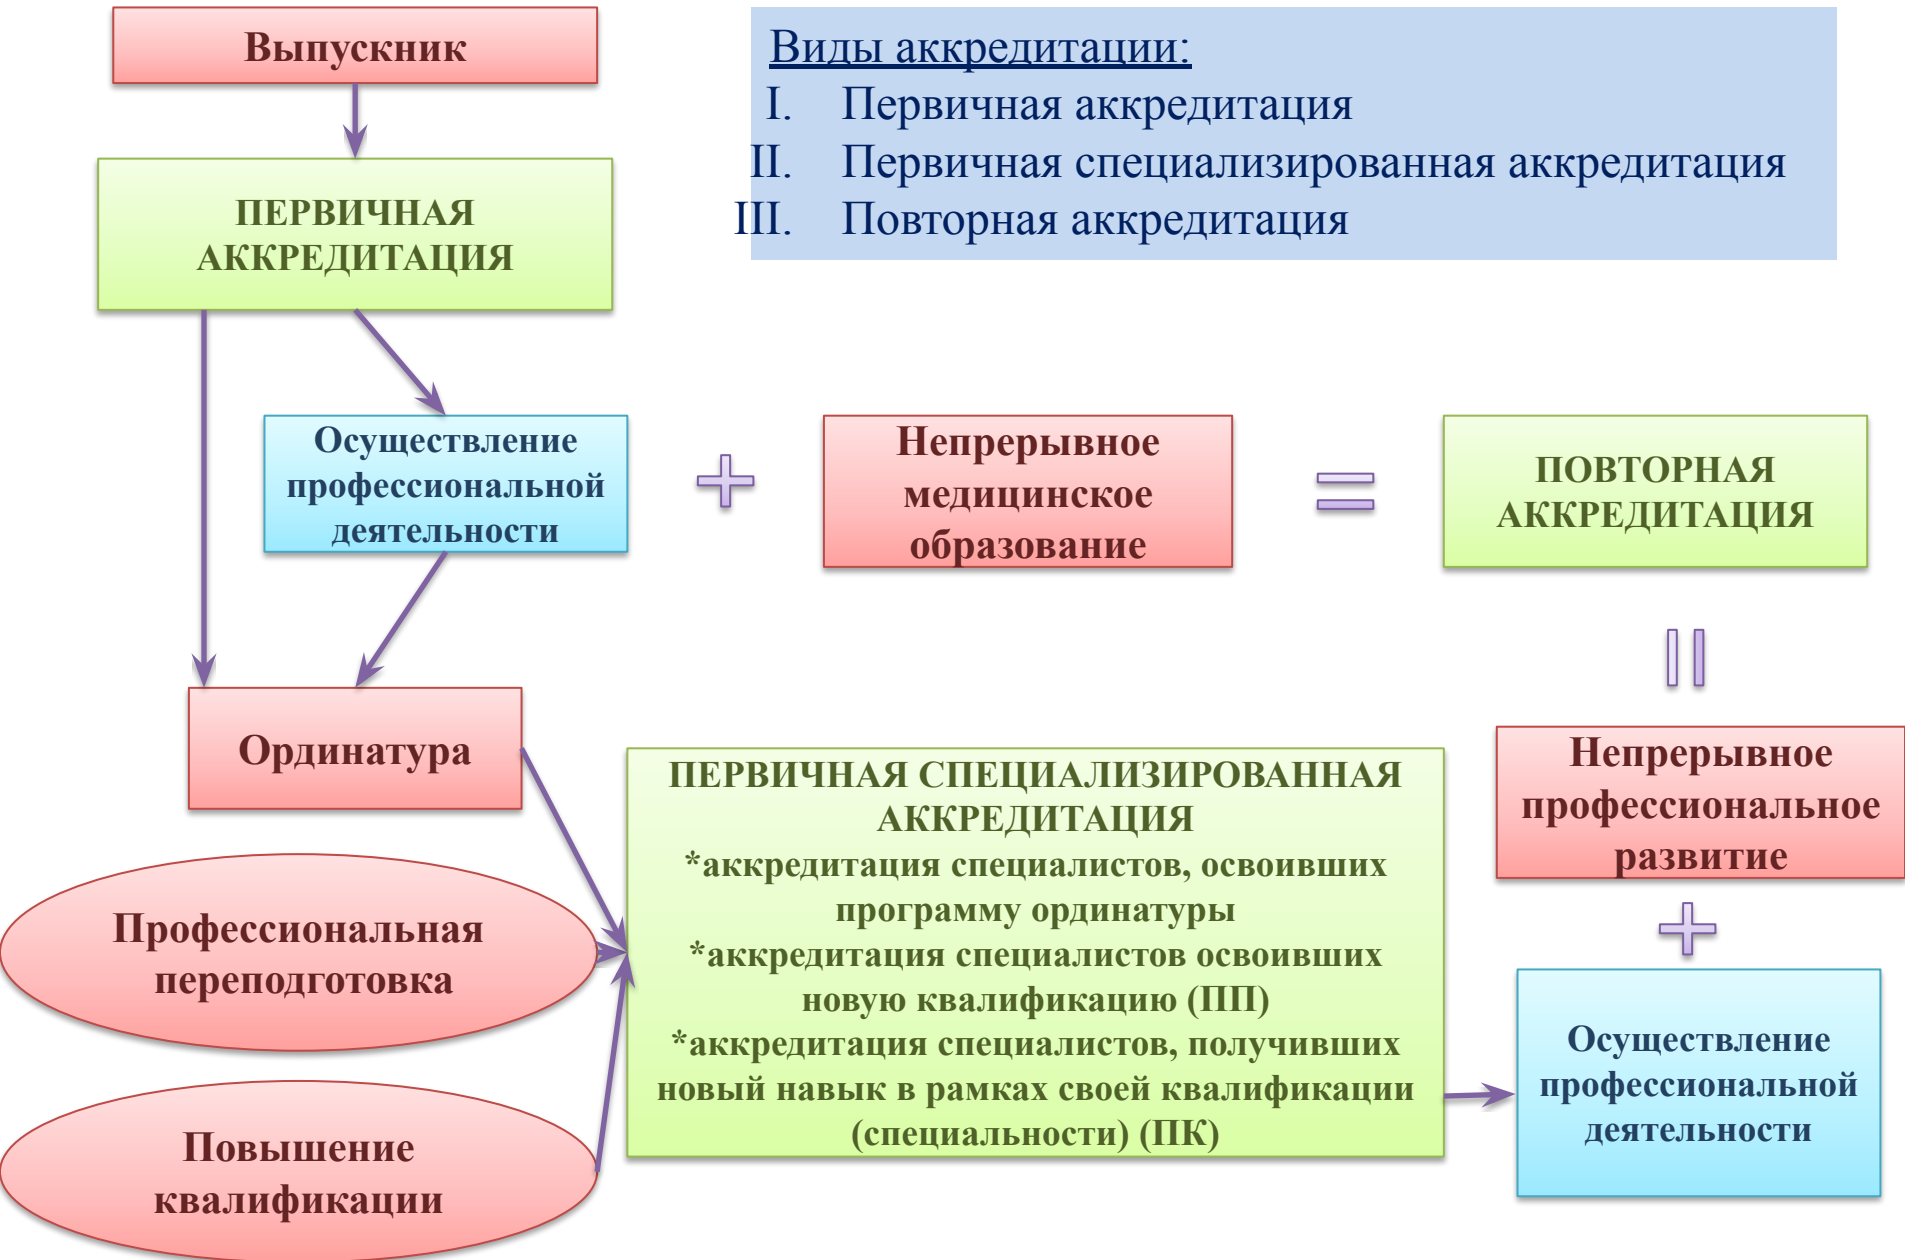 Выпускник
Виды аккредитации:
I. Первичная аккредитация
II. Первичная специализированная аккредитация
III. Повторная аккредитация
ПЕРВИЧНАЯ
АККРЕДИТАЦИЯ
Осуществление
профессиональной
деятельности
+
Непрерывное
медицинское
образование
=
ПОВТОРНАЯ
АККРЕДИТАЦИЯ
=
Ординатура
Профессиональная
переподготовка
Повышение
квалификации
ПЕРВИЧНАЯ СПЕЦИАЛИЗИРОВАННАЯ
АККРЕДИТАЦИЯ
*аккредитация специалистов, освоивших
программу ординатуры
*аккредитация специалистов освоивших
новую квалификацию (ПП)
*аккредитация специалистов, получивших
новый навык в рамках своей квалификации
(специальности) (ПК)
Непрерывное
профессиональное
развитие
+
Осуществление
профессиональной
деятельности